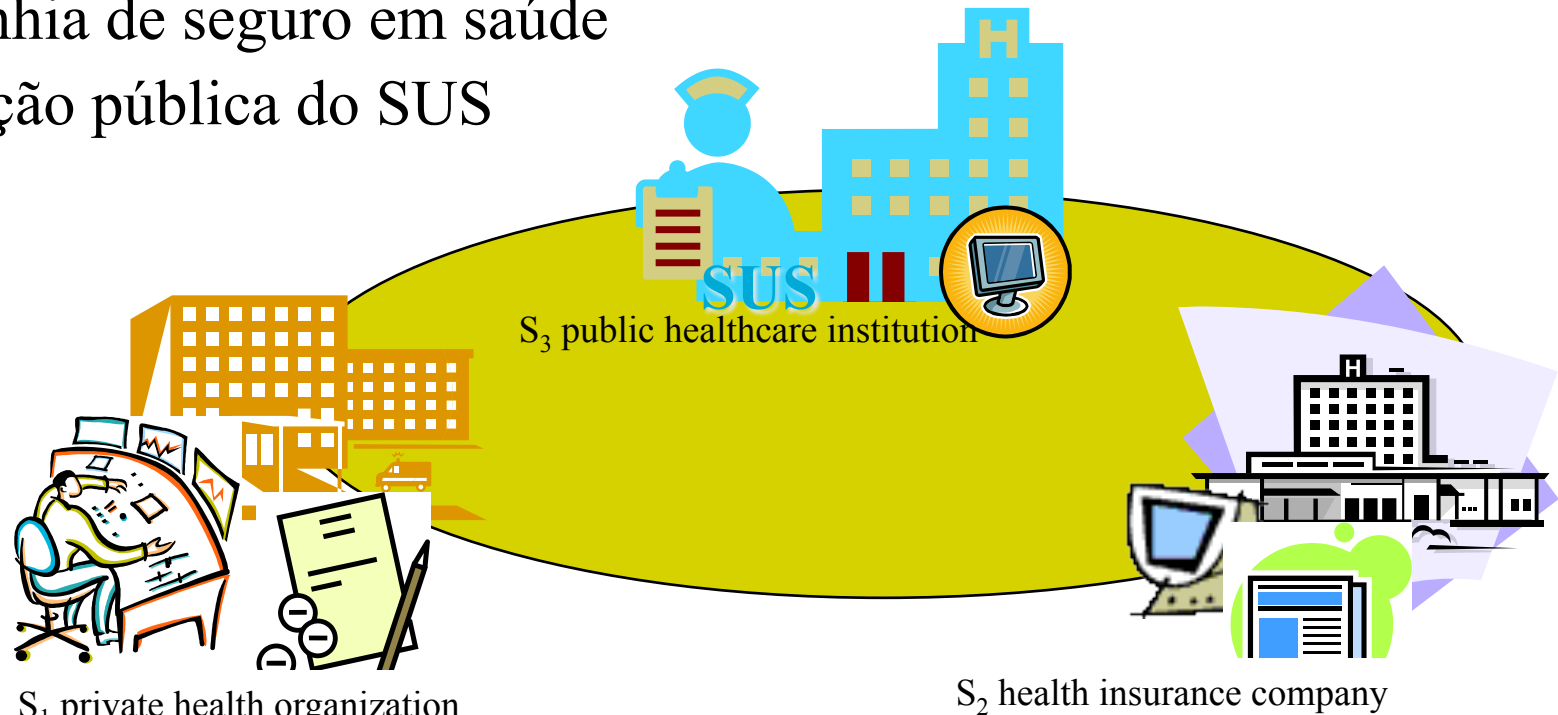 nhia de seguro em saúde
ção pública do SUS
H
SUS
S₃ public healthcare institution
H
S₁ private health organization
S₂ health insurance company